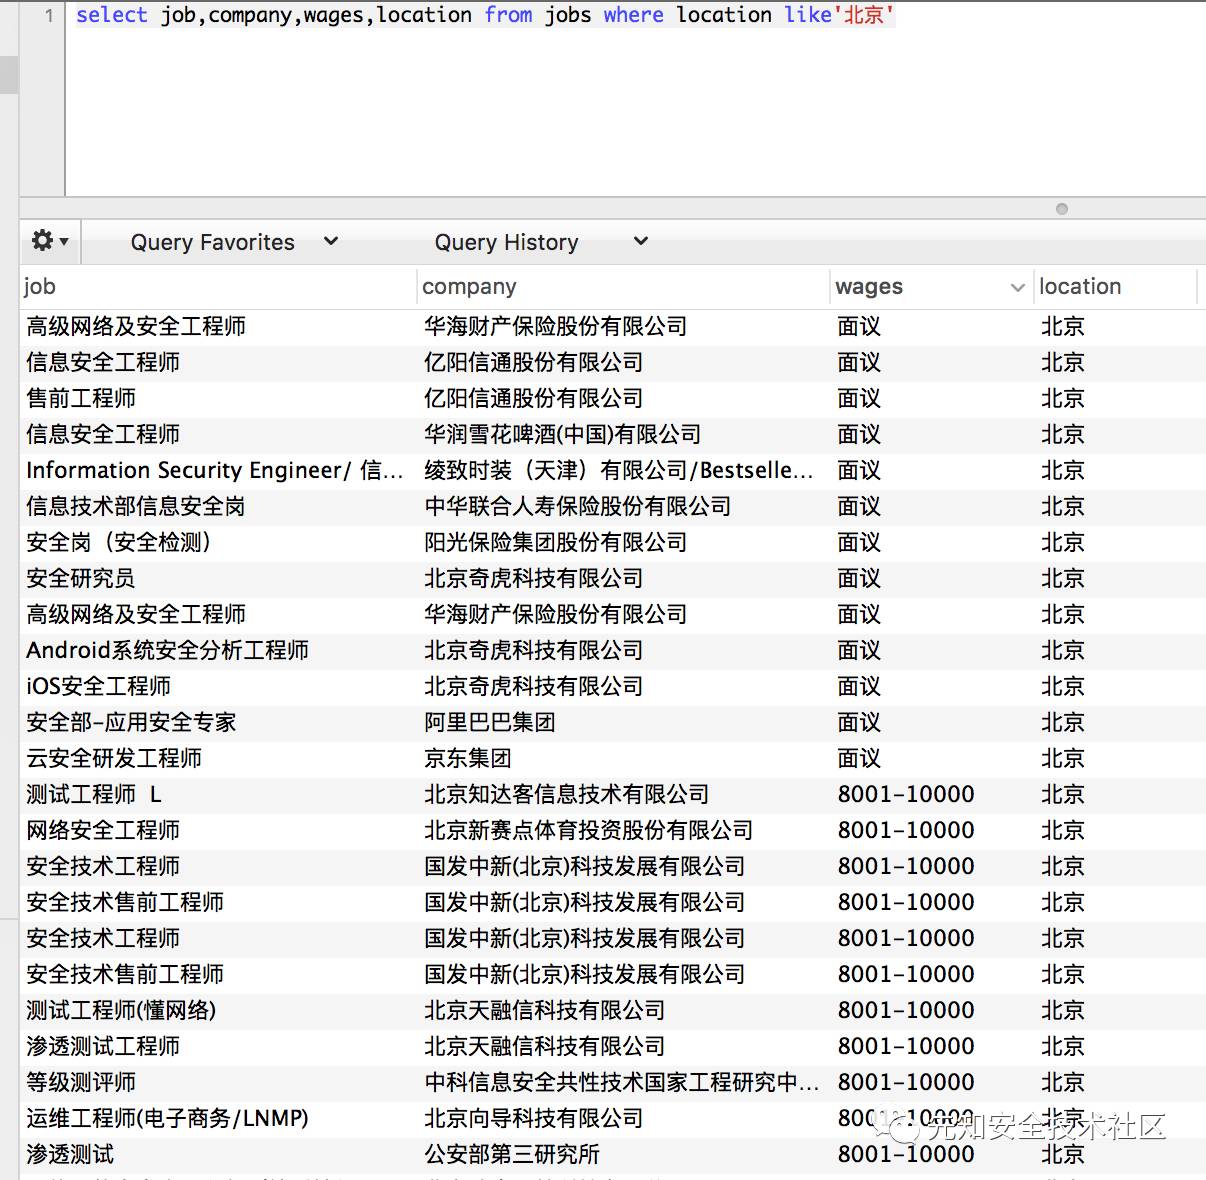 1 select job,company,wages,location from jobs where location like'北京'
Query Favorites Query History
job company wages location
高级网络及安全工程师 华海财产保险股份有限公司 面议 北京
信息安全工程师 亿阳信通股份有限公司 面议 北京
售前工程师 亿阳信通股份有限公司 面议 北京
信息安全工程师 华润雪花啤酒(中国)有限公司 面议 北京
Information Security Engineer/ 信... 绫致时装（天津）有限公司/Bestselle... 面议 北京
信息技术部信息安全岗 中华联合人寿保险股份有限公司 面议 北京
安全岗（安全检测） 阳光保险集团股份有限公司 面议 北京
安全研究员 北京奇虎科技有限公司 面议 北京
高级网络及安全工程师 华海财产保险股份有限公司 面议 北京
Android系统安全分析工程师 北京奇虎科技有限公司 面议 北京
iOS安全工程师 北京奇虎科技有限公司 面议 北京
安全部-应用安全专家 阿里巴巴集团 面议 北京
云安全研发工程师 京东集团 面议 北京
测试工程师 L 北京知达客信息技术有限公司 8001-10000 北京
网络安全工程师 北京新赛点体育投资股份有限公司 8001-10000 北京
安全技术工程师 国发中新(北京)科技发展有限公司 8001-10000 北京
安全技术售前工程师 国发中新(北京)科技发展有限公司 8001-10000 北京
安全技术工程师 国发中新(北京)科技发展有限公司 8001-10000 北京
安全技术售前工程师 国发中新(北京)科技发展有限公司 8001-10000 北京
测试工程师(懂网络) 北京天融信科技有限公司 8001-10000 北京
渗透测试工程师 北京天融信科技有限公司 8001-10000 北京
等级测评师 中科信息安全共性技术国家工程研究中... 8001-10000 北京
运维工程师(电子商务/LNMP) 北京向导科技有限公司 8001-10000 北京
先知安全技术社区
渗透测试 公安部第三研究所 8001-10000 北京